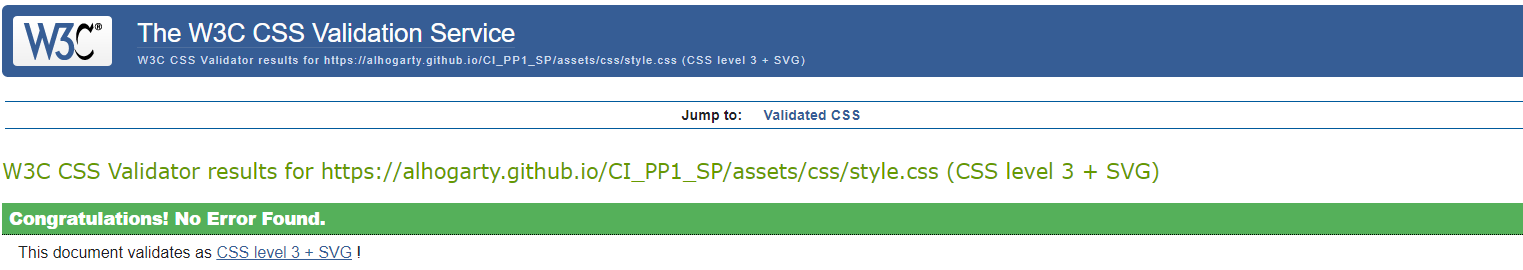 W3C®
The W3C CSS Validation Service
W3C CSS Validator results for https://alhogarty.github.io/CI_PP1_SP/assets/css/style.css (CSS level 3 + SVG)
Jump to: Validated CSS
W3C CSS Validator results for https://alhogarty.github.io/CI_PP1_SP/assets/css/style.css (CSS level 3 + SVG)
Congratulations! No Error Found.
This document validates as CSS level 3 + SVG !